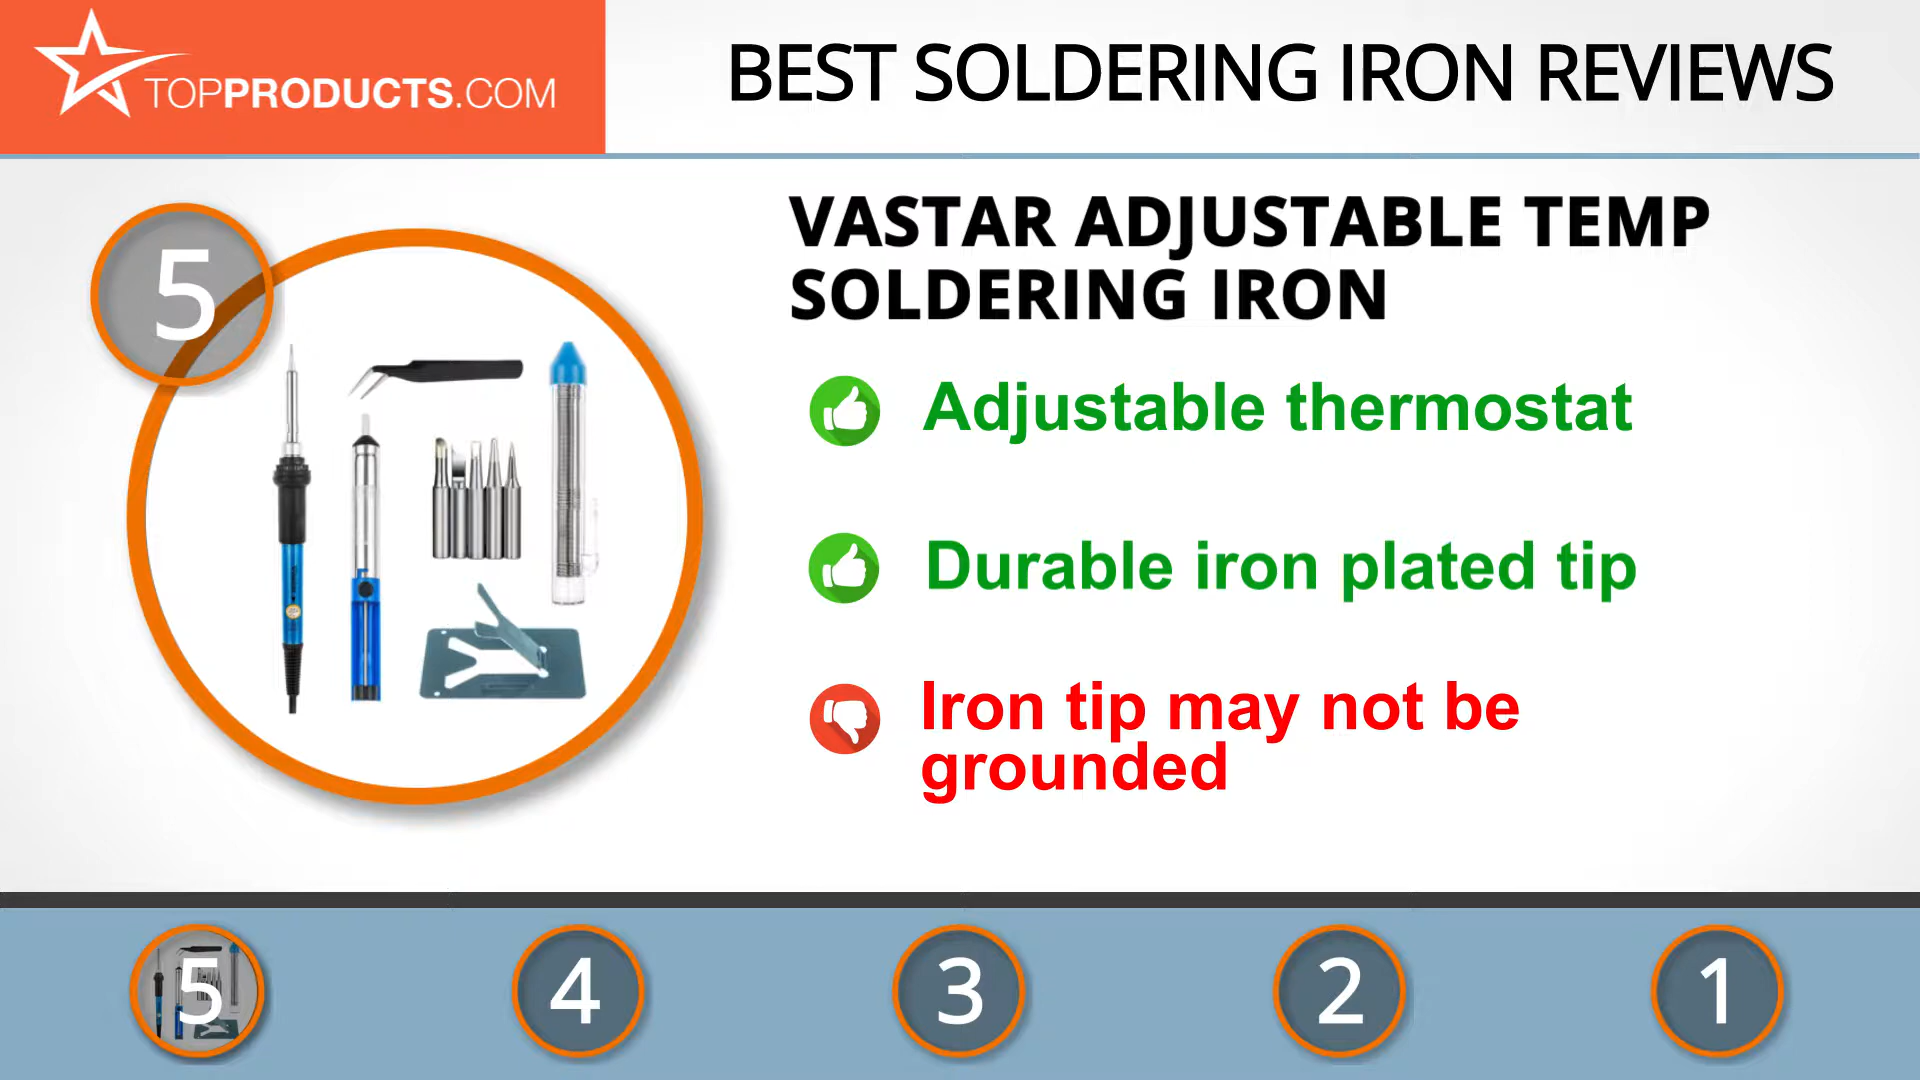 TOPPRODUCTS.COM
BEST SOLDERING IRON REVIEWS
5
VASTAR ADJUSTABLE TEMP
SOLDERING IRON
Adjustable thermostat
Durable iron plated tip
Iron tip may not be
grounded
5 4 3 2 1